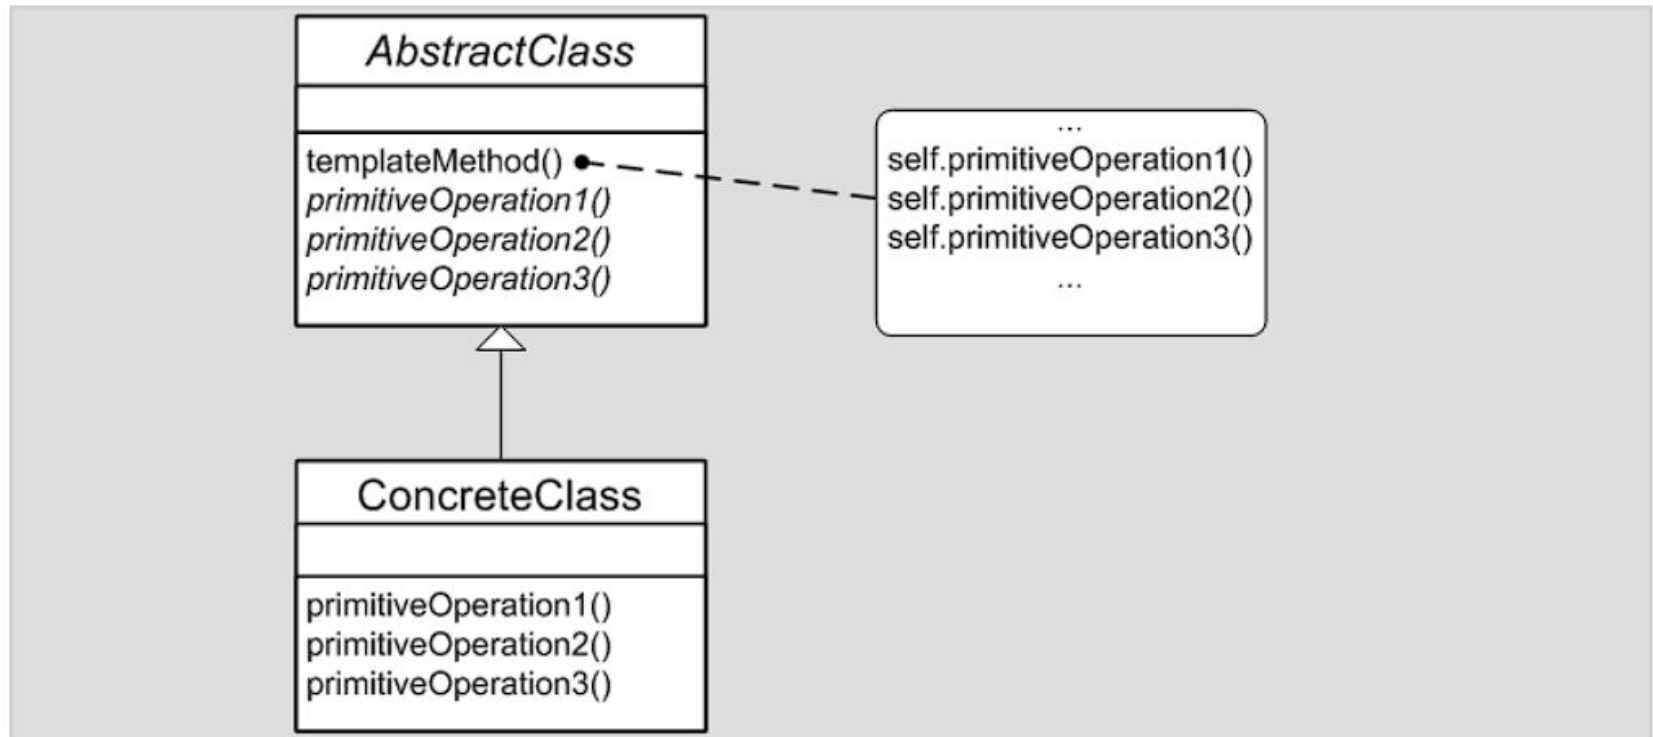 AbstractClass
templateMethod()
primitiveOperation1()
primitiveOperation2()
primitiveOperation3()
...
self.primitiveOperation1()
self.primitiveOperation2()
self.primitiveOperation3()
...
ConcreteClass
primitiveOperation1()
primitiveOperation2()
primitiveOperation3()